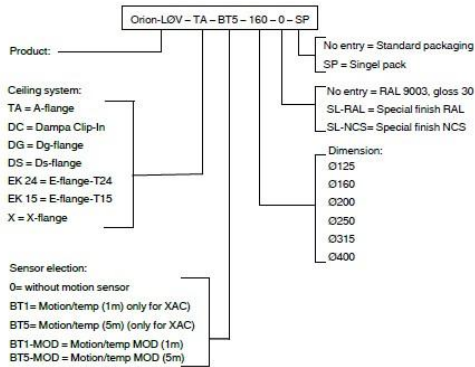 Orion-LØV – TA – BT5 – 160 – 0 – SP
Product:
No entry = Standard packaging
SP = Singel pack
Ceiling system:
TA = A-flange
DC = Dampa Clip-In
DG = Dg-flange
DS = Ds-flange
EK 24 = E-flange-T24
EK 15 = E-flange-T15
X = X-flange
No entry = RAL 9003, gloss 30
SL-RAL = Special finish RAL
SL-NCS= Special finish NCS
Dimension:
Ø125
Ø160
Ø200
Ø250
Ø315
Ø400
Sensor election:
0= without motion sensor
BT1= Motion/temp (1m) only for XAC)
BT5= Motion/temp (5m) (only for XAC)
BT1-MOD = Motion/temp MOD (1m)
BT5-MOD = Motion/temp MOD (5m)